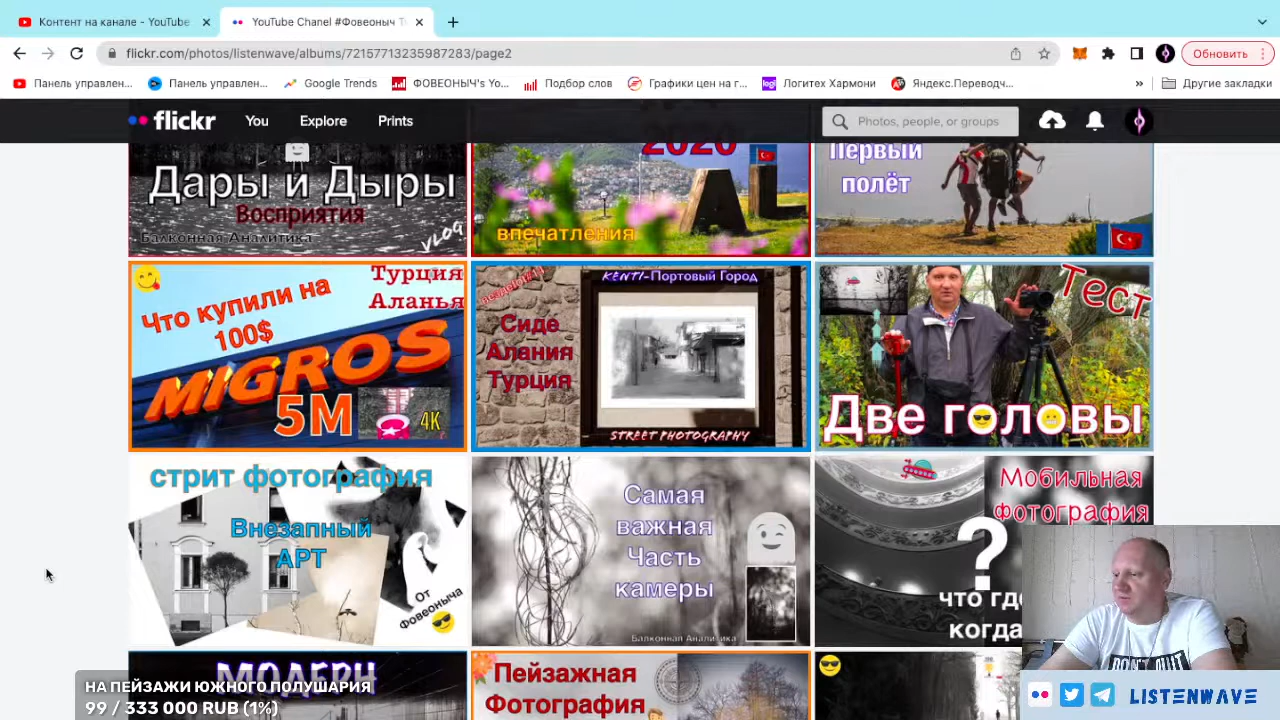 Контент на канале - YouTube
YouTube Chanel #Фовеоныч
flickr.com/photos/listenwave/albums/72157713235987283/page2
Обновить
Панель управлен...
Панель управлен...
Google Trends
ФОВЕОНЫЧ's Yo...
Подбор слов
Графики цен на г...
Логитех Хармони
Яндекс.Переводч...
»
Другие закладки
flickr
You
Explore
Prints
Photos, people, or groups
Дары и Дыры
Восприятия
Балконная Аналитика
VLOG
2020
впечатления
Первый
полёт
Что купили на
100$
Турция
Аланья
MIGROS
5M
4K
KENTI-Портовый Город
Сиде
Алания
Турция
STREET PHOTOGRAPHY
Тест
Две головы
стрит фотография
Внезапный
АРТ
От
Фовеоныча
Самая
важная
Часть
камеры
Балконная Аналитика
Мобильная
фотография
?
что где
когда
МОДЕРН
Пейзажная
Фотография
НА ПЕЙЗАЖИ ЮЖНОГО ПОЛУШАРИЯ
99 / 333 000 RUB (1%)
LISTENWAVE